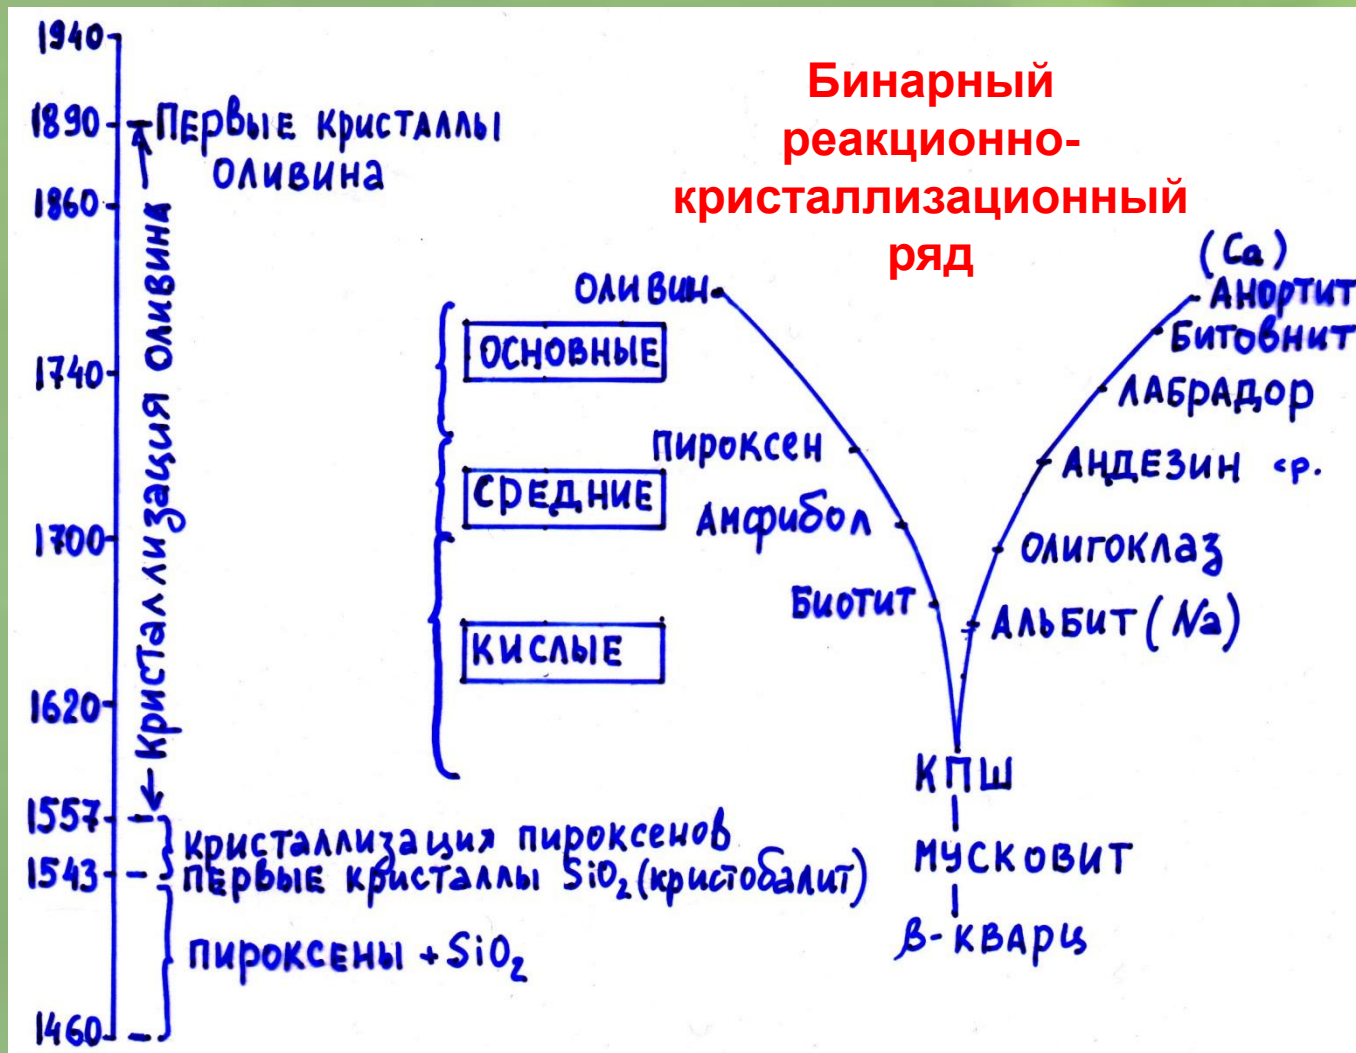 Бинарный
реакционно-
кристаллизационный
ряд
1940
1890
Первые кристаллы
оливина
1860
1740
1700
1620
1557
1543
1460
Кристаллизация оливина
кристаллизация пироксенов
первые кристаллы SiO₂ (кристобалит)
пироксены + SiO₂
ОСНОВНЫЕ
СРЕДНИЕ
КИСЛЫЕ
оливин
пироксен
Амфибол
Биотит
(Ca)
Анортит
Битовнит
Лабрадор
Андезин ср.
Олигоклаз
Альбит (Na)
КПШ
Мусковит
β-кварц